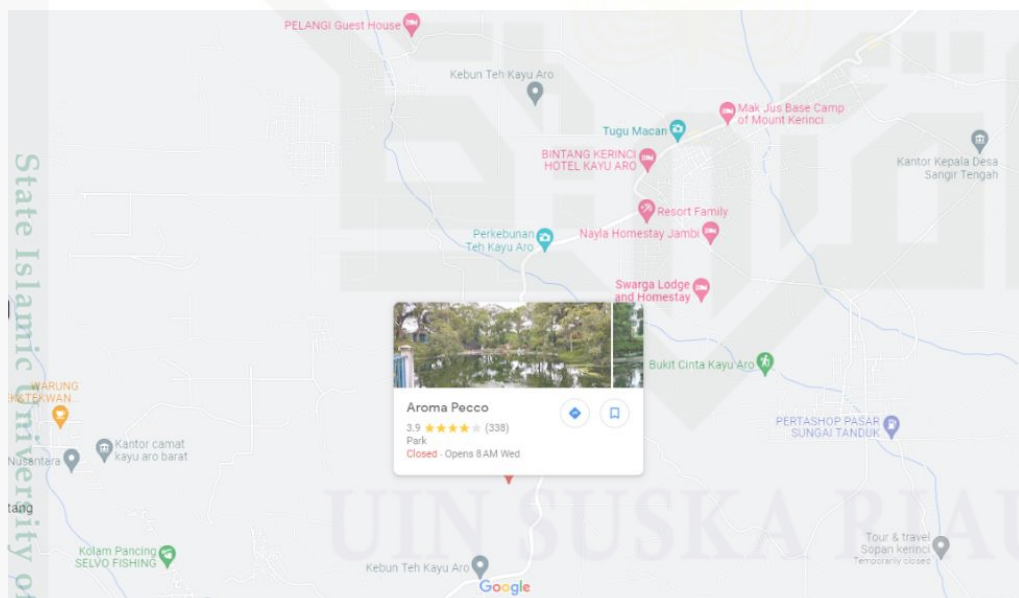 PELANGI Guest House
Kebun Teh Kayu Aro
Mak Jus Base Camp
of Mount Kerinci
Tugu Macan
BINTANG KERINCI
HOTEL KAYU ARO
Kantor Kepala Desa
Sangir Tengah
Resort Family
Perkebunan
Teh Kayu Aro
Nayla Homestay Jambi
Swarga Lodge
and Homestay
Bukit Cinta Kayu Aro
Aroma Pecco
3.9 (338)
Park
Closed · Opens 8 AM Wed
WARUNG
EK&TEKWAN...
PERTASHOP PASAR
SUNGAI TANDUK
Kantor camat
kayu aro barat
Nusantara
tang
Kolam Pancing
SELVO FISHING
Kebun Teh Kayu Aro
Tour & travel
Sopan kerinci
Temporarily closed
Google
State Islamic University of
UIN SUSKA RIAU